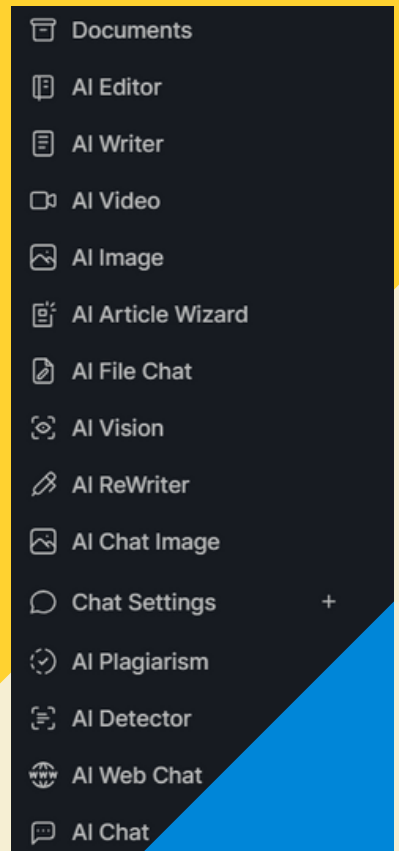 Documents
AI Editor
AI Writer
AI Video
AI Image
AI Article Wizard
AI File Chat
AI Vision
AI ReWriter
AI Chat Image
Chat Settings +
AI Plagiarism
AI Detector
www AI Web Chat
AI Chat